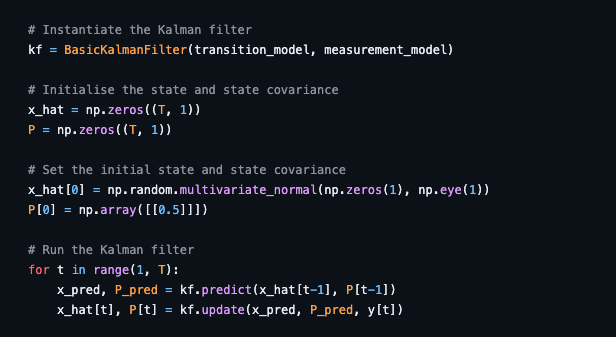 # Instantiate the Kalman filter
kf = BasicKalmanFilter(transition_model, measurement_model)

# Initialise the state and state covariance
x_hat = np.zeros((T, 1))
P = np.zeros((T, 1))

# Set the initial state and state covariance
x_hat[0] = np.random.multivariate_normal(np.zeros(1), np.eye(1))
P[0] = np.array([[0.5]]])

# Run the Kalman filter
for t in range(1, T):
    x_pred, P_pred = kf.predict(x_hat[t-1], P[t-1])
    x_hat[t], P[t] = kf.update(x_pred, P_pred, y[t])